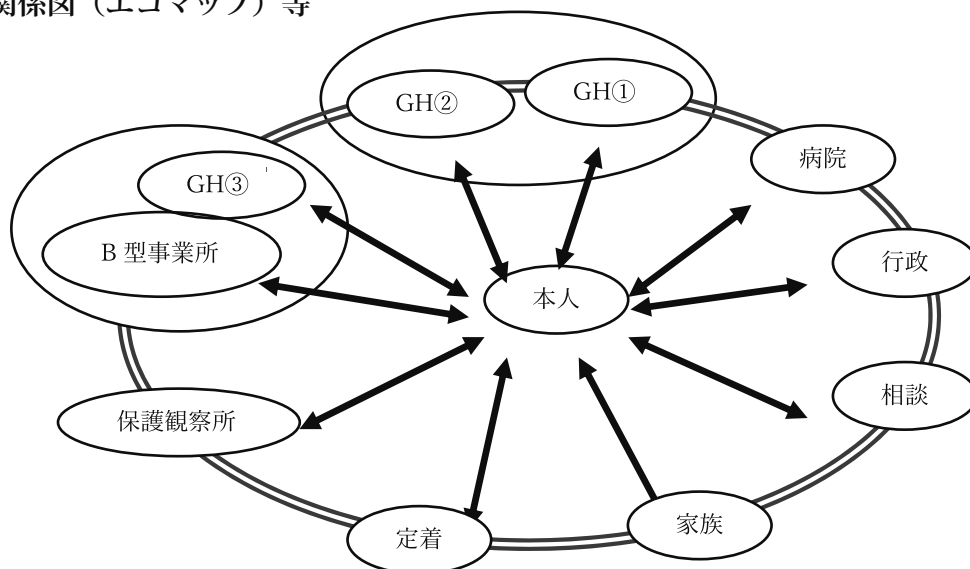 関係図（エコマップ）等
GH②
GH①
病院
GH③
B 型事業所
行政
本人
相談
保護観察所
定着
家族